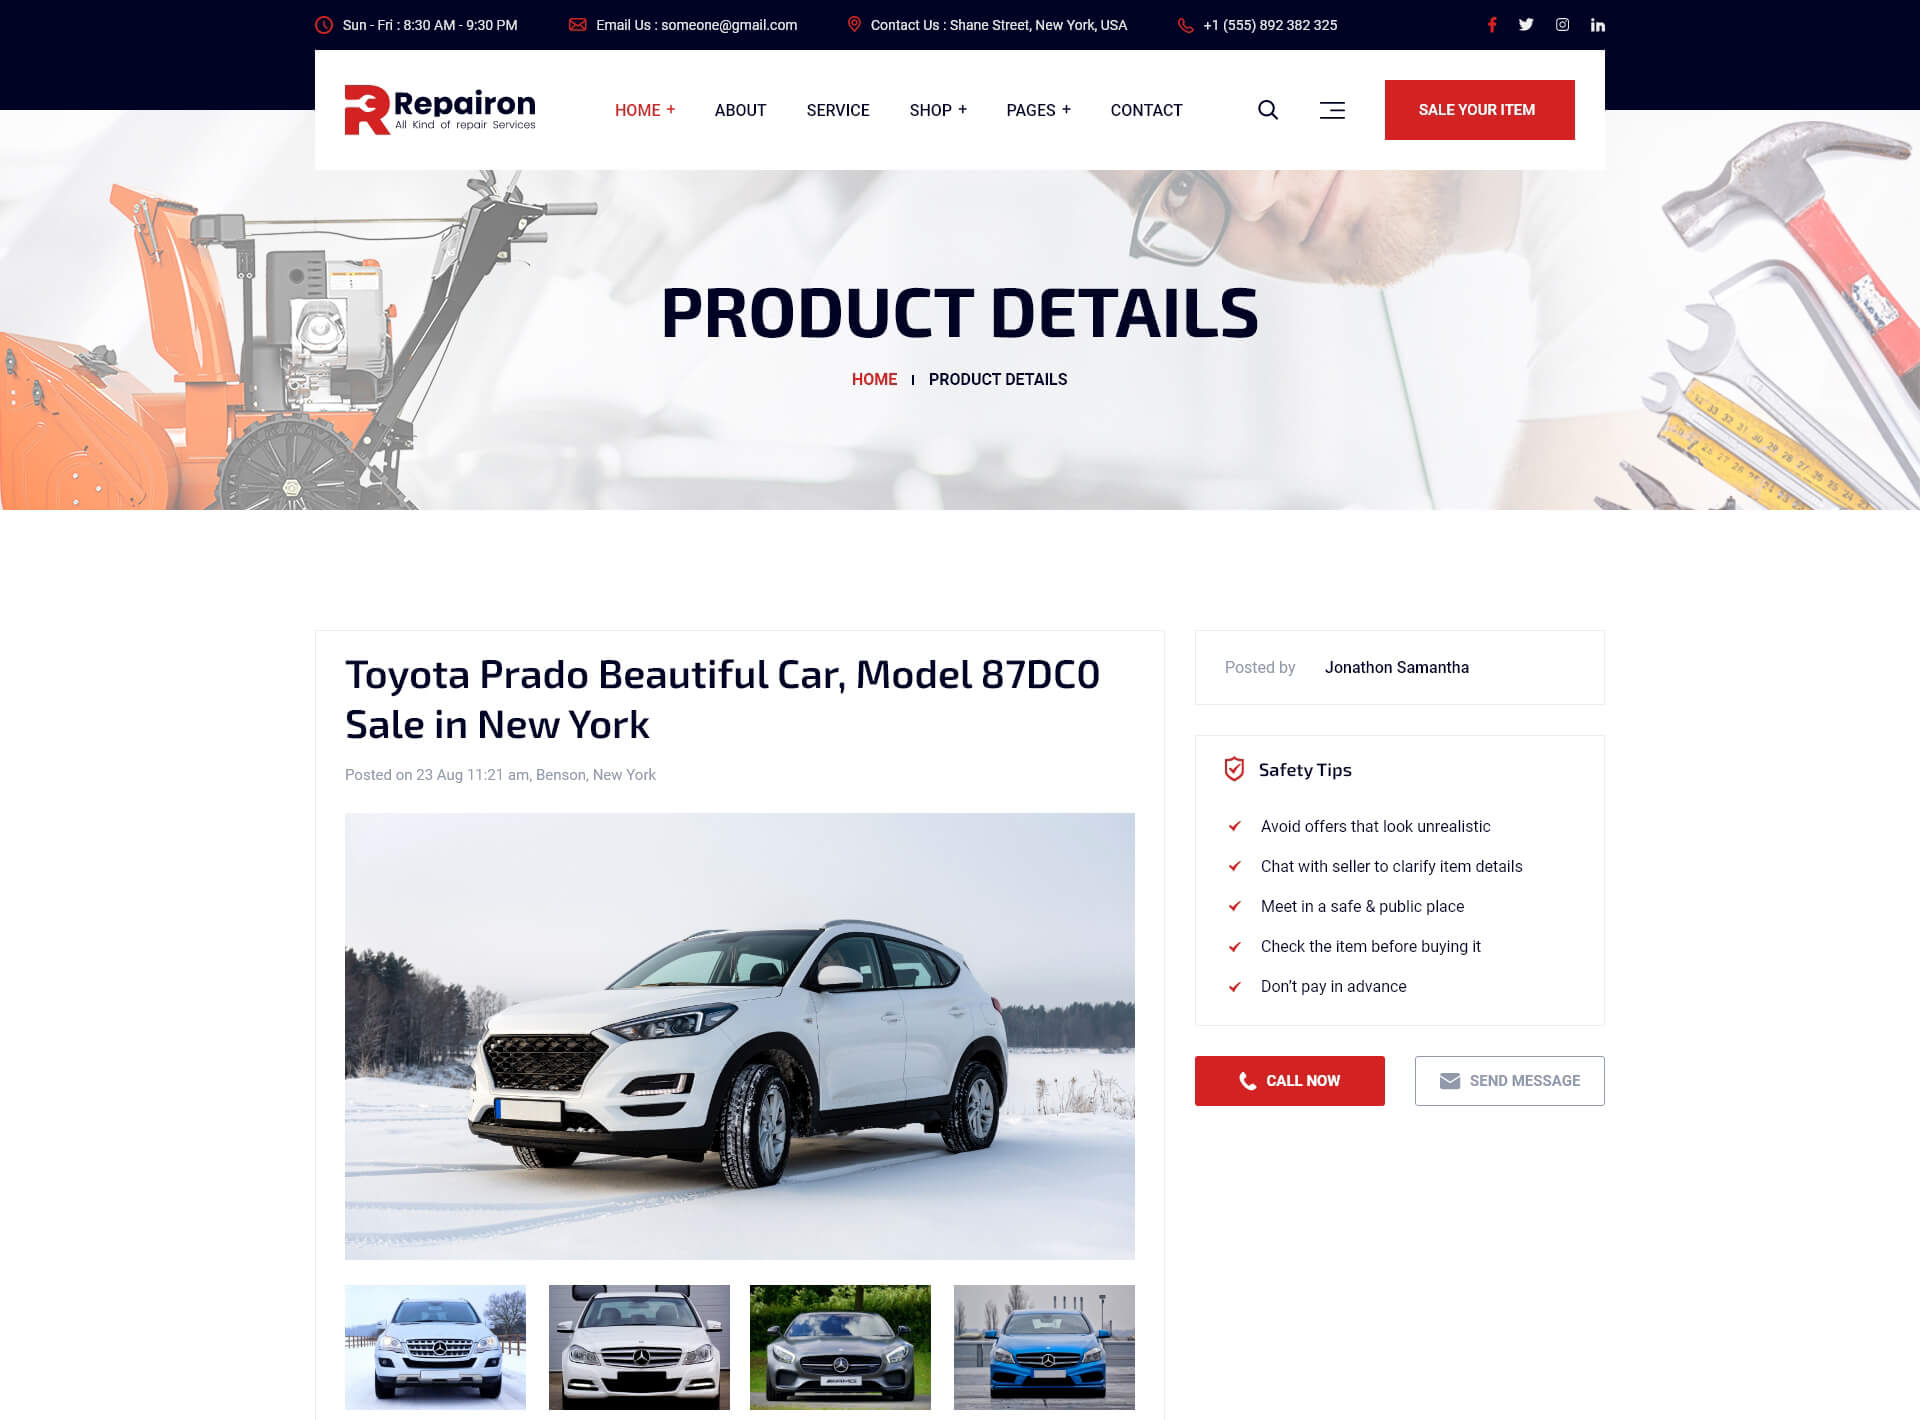 Sun - Fri : 8:30 AM - 9:30 PM
Email Us : someone@gmail.com
Contact Us : Shane Street, New York, USA
+1 (555) 892 382 325
Repairon
All Kind of repair Services
HOME +
ABOUT
SERVICE
SHOP +
PAGES +
CONTACT
SALE YOUR ITEM
PRODUCT DETAILS
HOME
PRODUCT DETAILS
Toyota Prado Beautiful Car, Model 87DC0
Sale in New York
Posted on 23 Aug 11:21 am, Benson, New York
Posted by
Jonathon Samantha
Safety Tips
Avoid offers that look unrealistic
Chat with seller to clarify item details
Meet in a safe & public place
Check the item before buying it
Don't pay in advance
CALL NOW
SEND MESSAGE
AMG